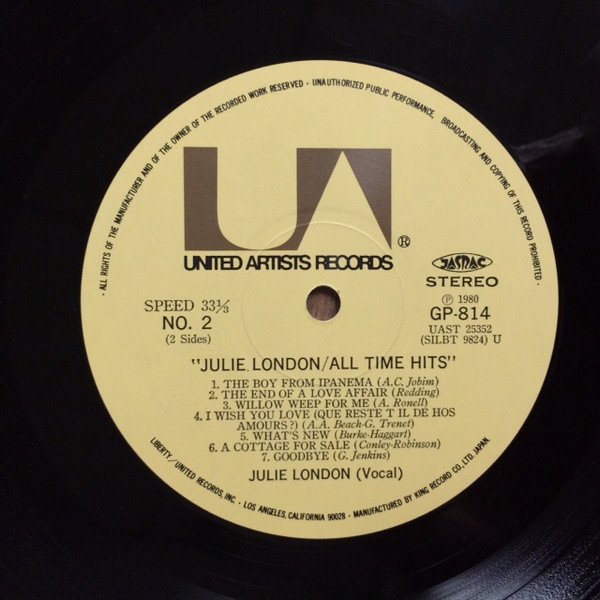 · ALL RIGHTS OF THE MANUFACTURER AND OF THE OWNER OF THE RECORDED WORK RESERVED · UNAUTHORIZED PUBLIC PERFORMANCE, BROADCASTING AND COPYING OF THIS RECORD PROHIBITED ·
UA
®
UNITED ARTISTS RECORDS
JASRAC
STEREO
SPEED 33⅓
NO. 2
(2 Sides)
Ⓟ 1980
GP-814
UAST 25352
(SILBT 9824) U
"JULIE LONDON/ALL TIME HITS"
1. THE BOY FROM IPANEMA (A.C. Jobim)
2. THE END OF A LOVE AFFAIR (Redding)
3. WILLOW WEEP FOR ME (A. Ronell)
4. I WISH YOU LOVE (QUE RESTE T IL DE HOS
AMOURS?) (A.A. Beach-G. Trenet)
5. WHAT'S NEW (Burke-Haggart)
6. A COTTAGE FOR SALE (Conley-Robinson)
7. GOODBYE (G. Jenkins)
JULIE LONDON (Vocal)
LIBERTY/UNITED RECORDS, INC. · LOS ANGELES, CALIFORNIA 90028 · MANUFACTURED BY KING RECORD CO., LTD. JAPAN.